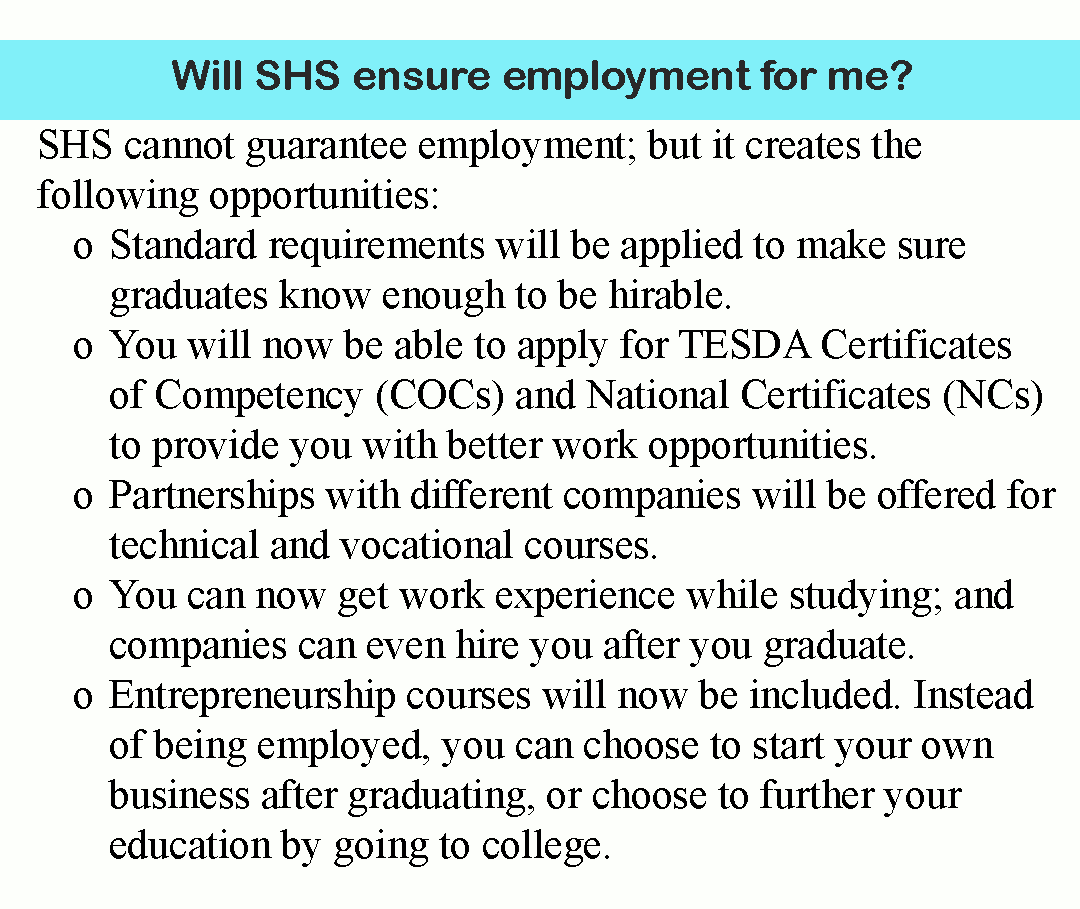 Will SHS ensure employment for me?
SHS cannot guarantee employment; but it creates the
following opportunities:
o Standard requirements will be applied to make sure
graduates know enough to be hirable.
o You will now be able to apply for TESDA Certificates
of Competency (COCs) and National Certificates (NCs)
to provide you with better work opportunities.
o Partnerships with different companies will be offered for
technical and vocational courses.
o You can now get work experience while studying; and
companies can even hire you after you graduate.
o Entrepreneurship courses will now be included. Instead
of being employed, you can choose to start your own
business after graduating, or choose to further your
education by going to college.